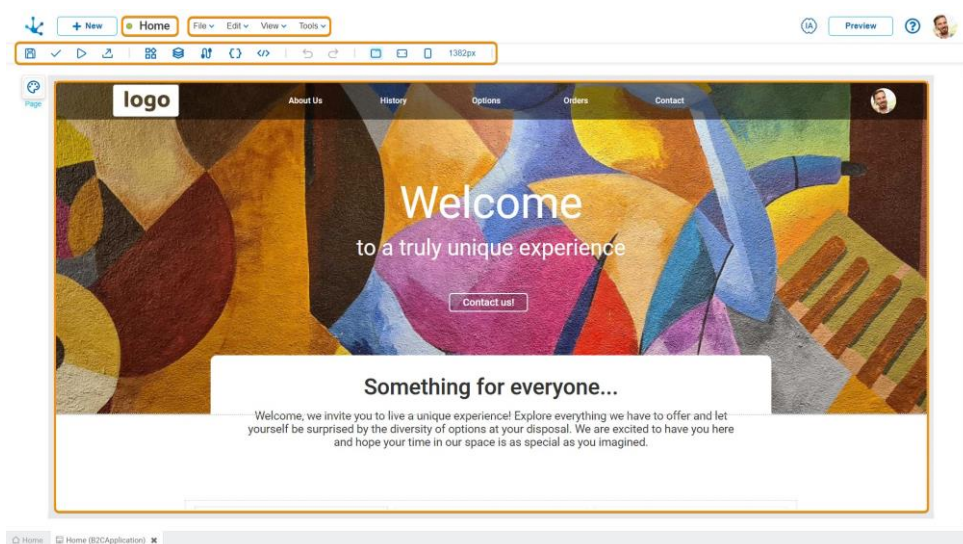 + New
Home
File
Edit
View
Tools
IA
Preview
?
1382px
Page
logo
About Us
History
Options
Orders
Contact
Welcome
to a truly unique experience
Contact us!
Something for everyone...
Welcome, we invite you to live a unique experience! Explore everything we have to offer and let
yourself be surprised by the diversity of options at your disposal. We are excited to have you here
and hope your time in our space is as special as you imagined.
Home
Home (B2CApplication)